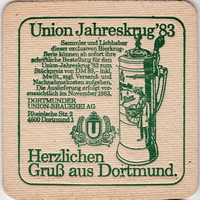 Union Jahreskrug '83
Sammler und Liebhaber
dieser exclusiven Bierkrug-
Serie können ab sofort ihre
schriftliche Bestellung für den
Union-Jahreskrug '83 zum
Stückpreis von DM 89,- inkl.
MwSt., zzgl. Versand- und
Nachnahmekosten, aufgeben.
Die Auslieferung erfolgt vor-
aussichtlich im November 1983.
DORTMUNDER
UNION-BRAUEREI AG
Rheinische Str. 2
4600 Dortmund 1
U
Herzlichen
Gruß aus Dortmund.